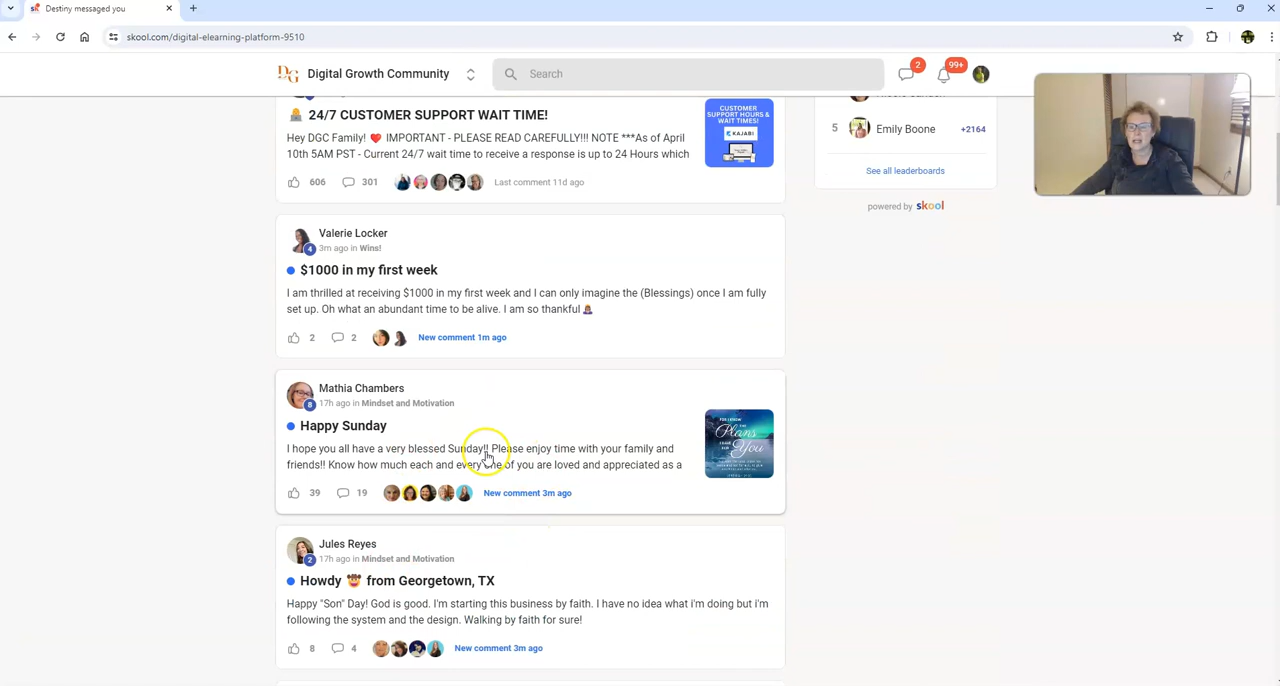 Destiny messaged you
skool.com/digital-elearning-platform-9510
DG Digital Growth Community
Search
2
99+
24/7 CUSTOMER SUPPORT WAIT TIME!
Hey DGC Family! ❤️ IMPORTANT - PLEASE READ CAREFULLY!!! NOTE ***As of April
10th 5AM PST - Current 24/7 wait time to receive a response is up to 24 Hours which
606 301 Last comment 11d ago
CUSTOMER
SUPPORT HOURS &
WAIT TIMES!
KAJABI
5 Emily Boone +2164
See all leaderboards
powered by skool
Valerie Locker
4 3m ago in Wins!
$1000 in my first week
I am thrilled at receiving $1000 in my first week and I can only imagine the (Blessings) once I am fully
set up. Oh what an abundant time to be alive. I am so thankful 🙇‍♀️
2 2 New comment 1m ago
Mathia Chambers
8 17h ago in Mindset and Motivation
Happy Sunday
I hope you all have a very blessed Sunday!! Please enjoy time with your family and
friends!! Know how much each and every one of you are loved and appreciated as a
39 19 New comment 3m ago
FOR I KNOW
THE Plans
I HAVE FOR
You
Jules Reyes
2 17h ago in Mindset and Motivation
Howdy 🤠 from Georgetown, TX
Happy "Son" Day! God is good. I'm starting this business by faith. I have no idea what i'm doing but i'm
following the system and the design. Walking by faith for sure!
8 4 New comment 3m ago